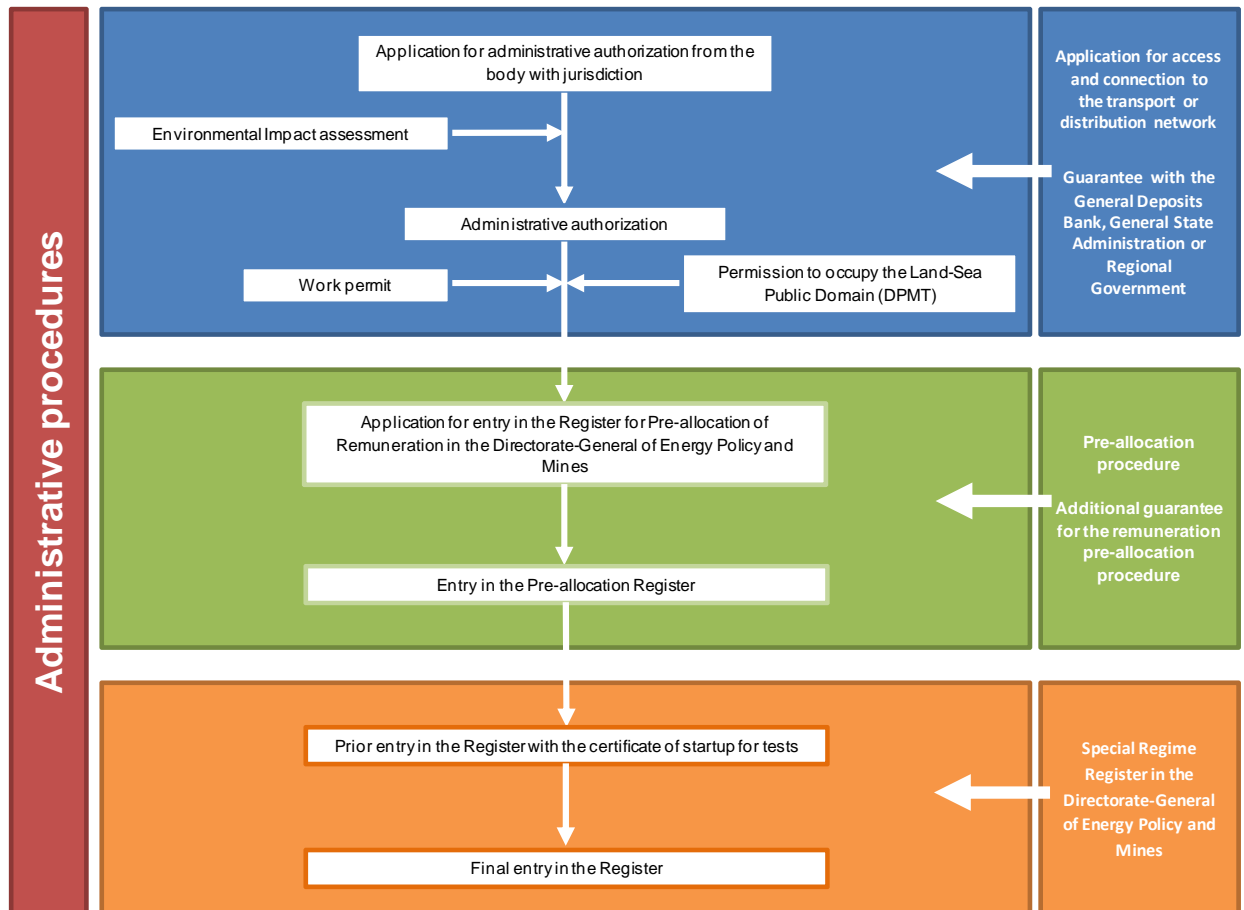 Administrative procedures
Application for administrative authorization from the
body with jurisdiction
Environmental Impact assessment
Administrative authorization
Work permit
Permission to occupy the Land-Sea
Public Domain (DPMT)
Application for access
and connection to
the transport or
distribution network
Guarantee with the
General Deposits
Bank, General State
Administration or
Regional
Government
Application for entry in the Register for Pre-allocation of
Remuneration in the Directorate-General of Energy Policy and
Mines
Entry in the Pre-allocation Register
Pre-allocation
procedure
Additional guarantee
for the remuneration
pre-allocation
procedure
Prior entry in the Register with the certificate of startup for tests
Final entry in the Register
Special Regime
Register in the
Directorate-General
of Energy Policy and
Mines